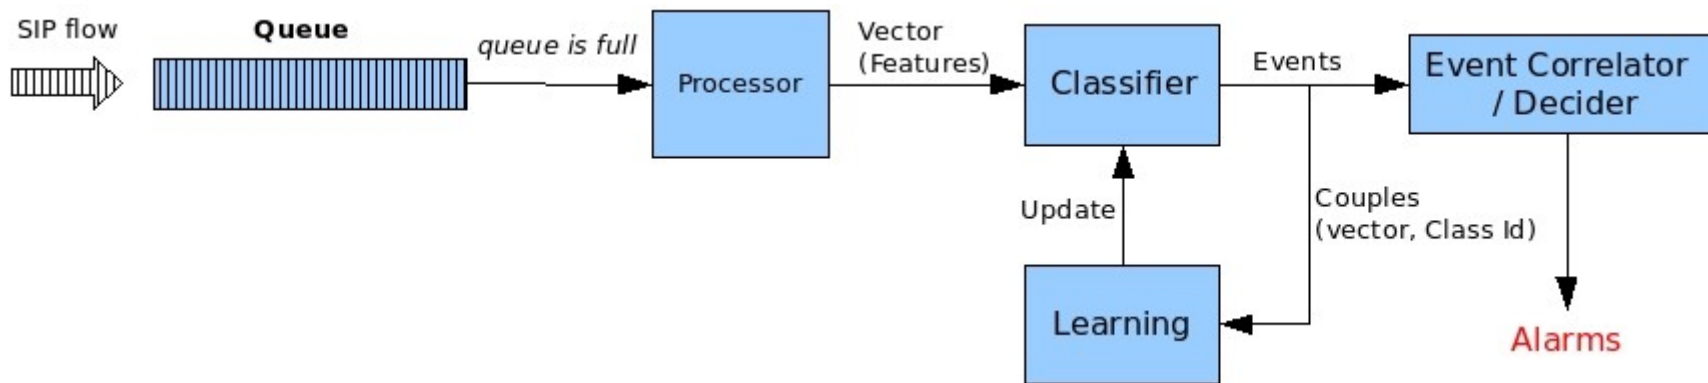 SIP flow
Queue
queue is full
Processor
Vector
(Features)
Classifier
Events
Event Correlator
/ Decider
Update
Couples
(vector, Class Id)
Learning
Alarms